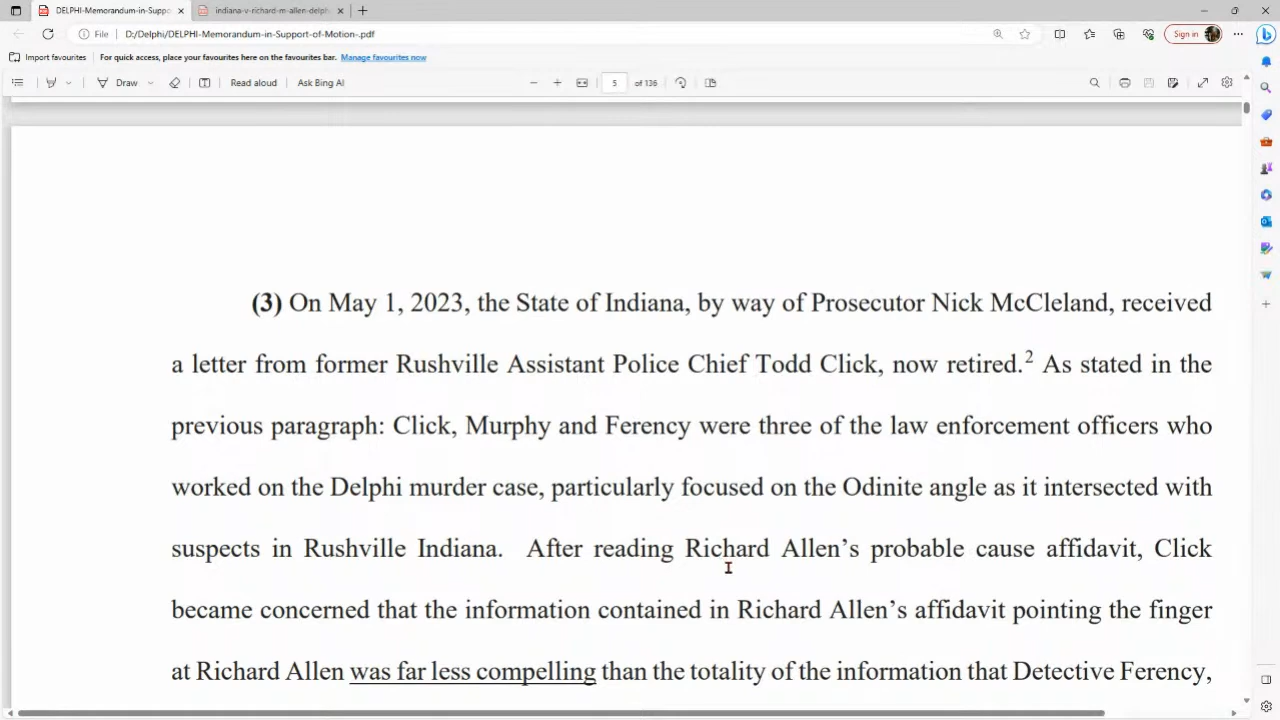 DELPHI-Memorandum-in-Suppo
indiana-v-richard-m-allen-delph
File
D:/Delphi/DELPHI-Memorandum-in-Support-of-Motion-.pdf
Sign in
Import favourites
For quick access, place your favourites here on the favourites bar. Manage favourites now
Draw
Read aloud
Ask Bing AI
5 of 136
(3) On May 1, 2023, the State of Indiana, by way of Prosecutor Nick McCleland, received
a letter from former Rushville Assistant Police Chief Todd Click, now retired.2 As stated in the
previous paragraph: Click, Murphy and Ferency were three of the law enforcement officers who
worked on the Delphi murder case, particularly focused on the Odinite angle as it intersected with
suspects in Rushville Indiana. After reading Richard Allen’s probable cause affidavit, Click
became concerned that the information contained in Richard Allen’s affidavit pointing the finger
at Richard Allen was far less compelling than the totality of the information that Detective Ferency,